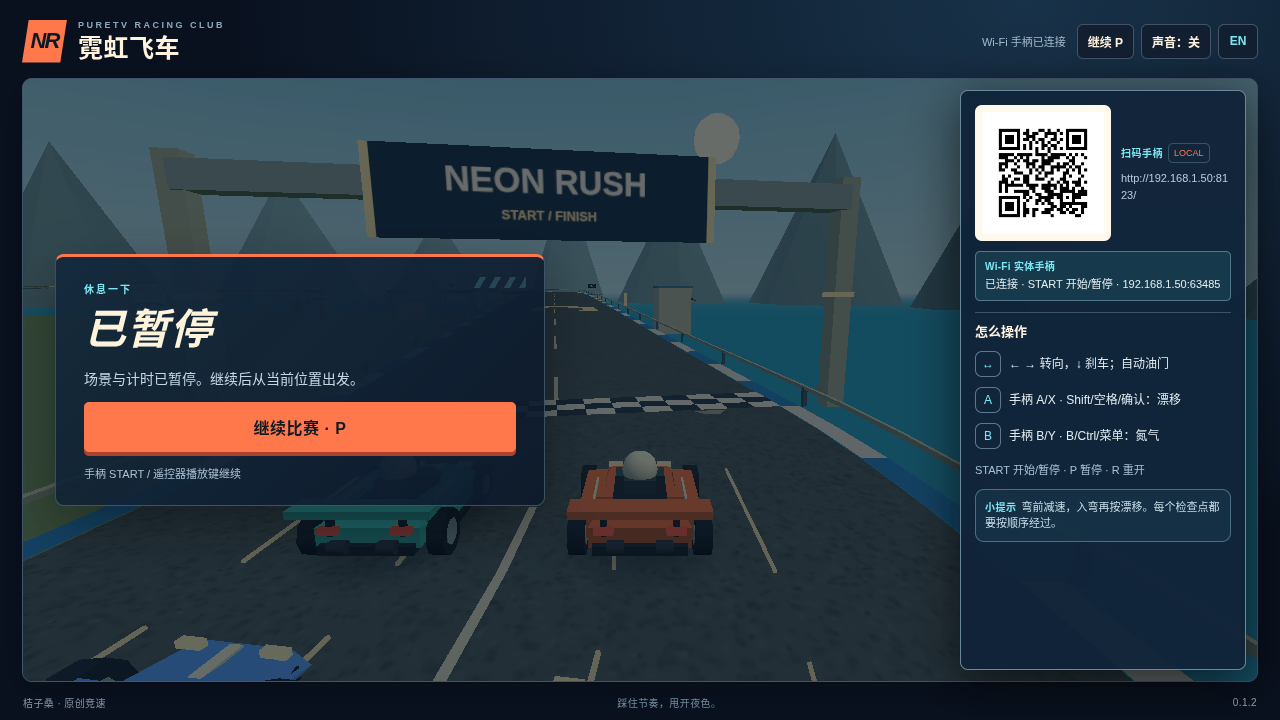 NR
PURETV RACING CLUB
霓虹飞车
Wi-Fi 手柄已连接
继续 P
声音：关
EN
NEON RUSH
START / FINISH
休息一下
已暂停
场景与计时已暂停。继续后从当前位置出发。
继续比赛 · P
手柄 START / 遥控器播放键继续
扫码手柄 LOCAL
http://192.168.1.50:81
23/
Wi-Fi 实体手柄
已连接 · START 开始/暂停 · 192.168.1.50:63485
怎么操作
↔ ← → 转向，↓ 刹车；自动油门
A 手柄 A/X · Shift/空格/确认：漂移
B 手柄 B/Y · B/Ctrl/菜单：氮气
START 开始/暂停 · P 暂停 · R 重开
小提示 弯前减速，入弯再按漂移。每个检查点都
要按顺序经过。
桔子桑 · 原创竞速
踩住节奏，甩开夜色。
0.1.2